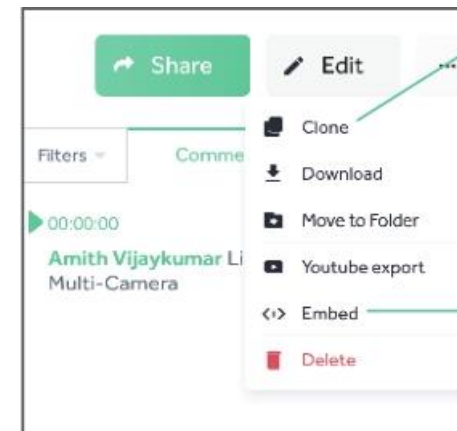 Share
Edit
Filters
Comme
Clone
Download
Move to Folder
Youtube export
Embed
Delete
00:00:00
Amith Vijaykumar Li
Multi-Camera